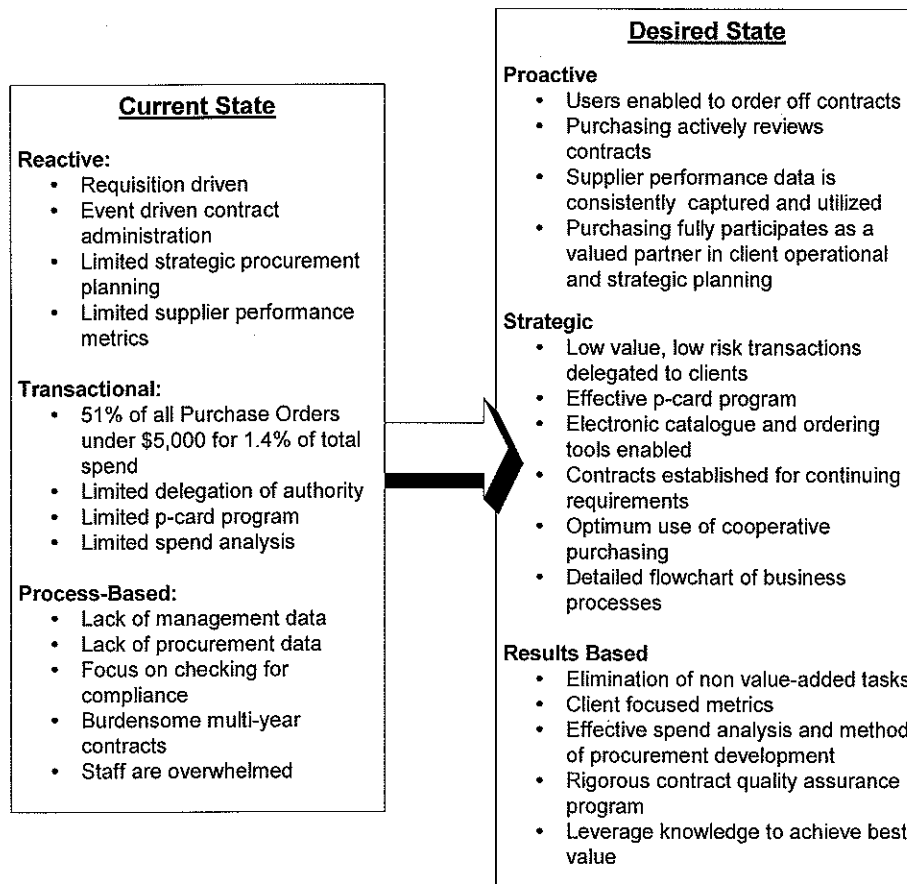 Current State
Reactive:
• Requisition driven
• Event driven contract
administration
• Limited strategic procurement
planning
• Limited supplier performance
metrics
Transactional:
• 51% of all Purchase Orders
under $5,000 for 1.4% of total
spend
• Limited delegation of authority
• Limited p-card program
• Limited spend analysis
Process-Based:
• Lack of management data
• Lack of procurement data
• Focus on checking for
compliance
• Burdensome multi-year
contracts
• Staff are overwhelmed
Desired State
Proactive
• Users enabled to order off contracts
• Purchasing actively reviews
contracts
• Supplier performance data is
consistently captured and utilized
• Purchasing fully participates as a
valued partner in client operational
and strategic planning
Strategic
• Low value, low risk transactions
delegated to clients
• Effective p-card program
• Electronic catalogue and ordering
tools enabled
• Contracts established for continuing
requirements
• Optimum use of cooperative
purchasing
• Detailed flowchart of business
processes
Results Based
• Elimination of non value-added tasks
• Client focused metrics
• Effective spend analysis and method
of procurement development
• Rigorous contract quality assurance
program
• Leverage knowledge to achieve best
value